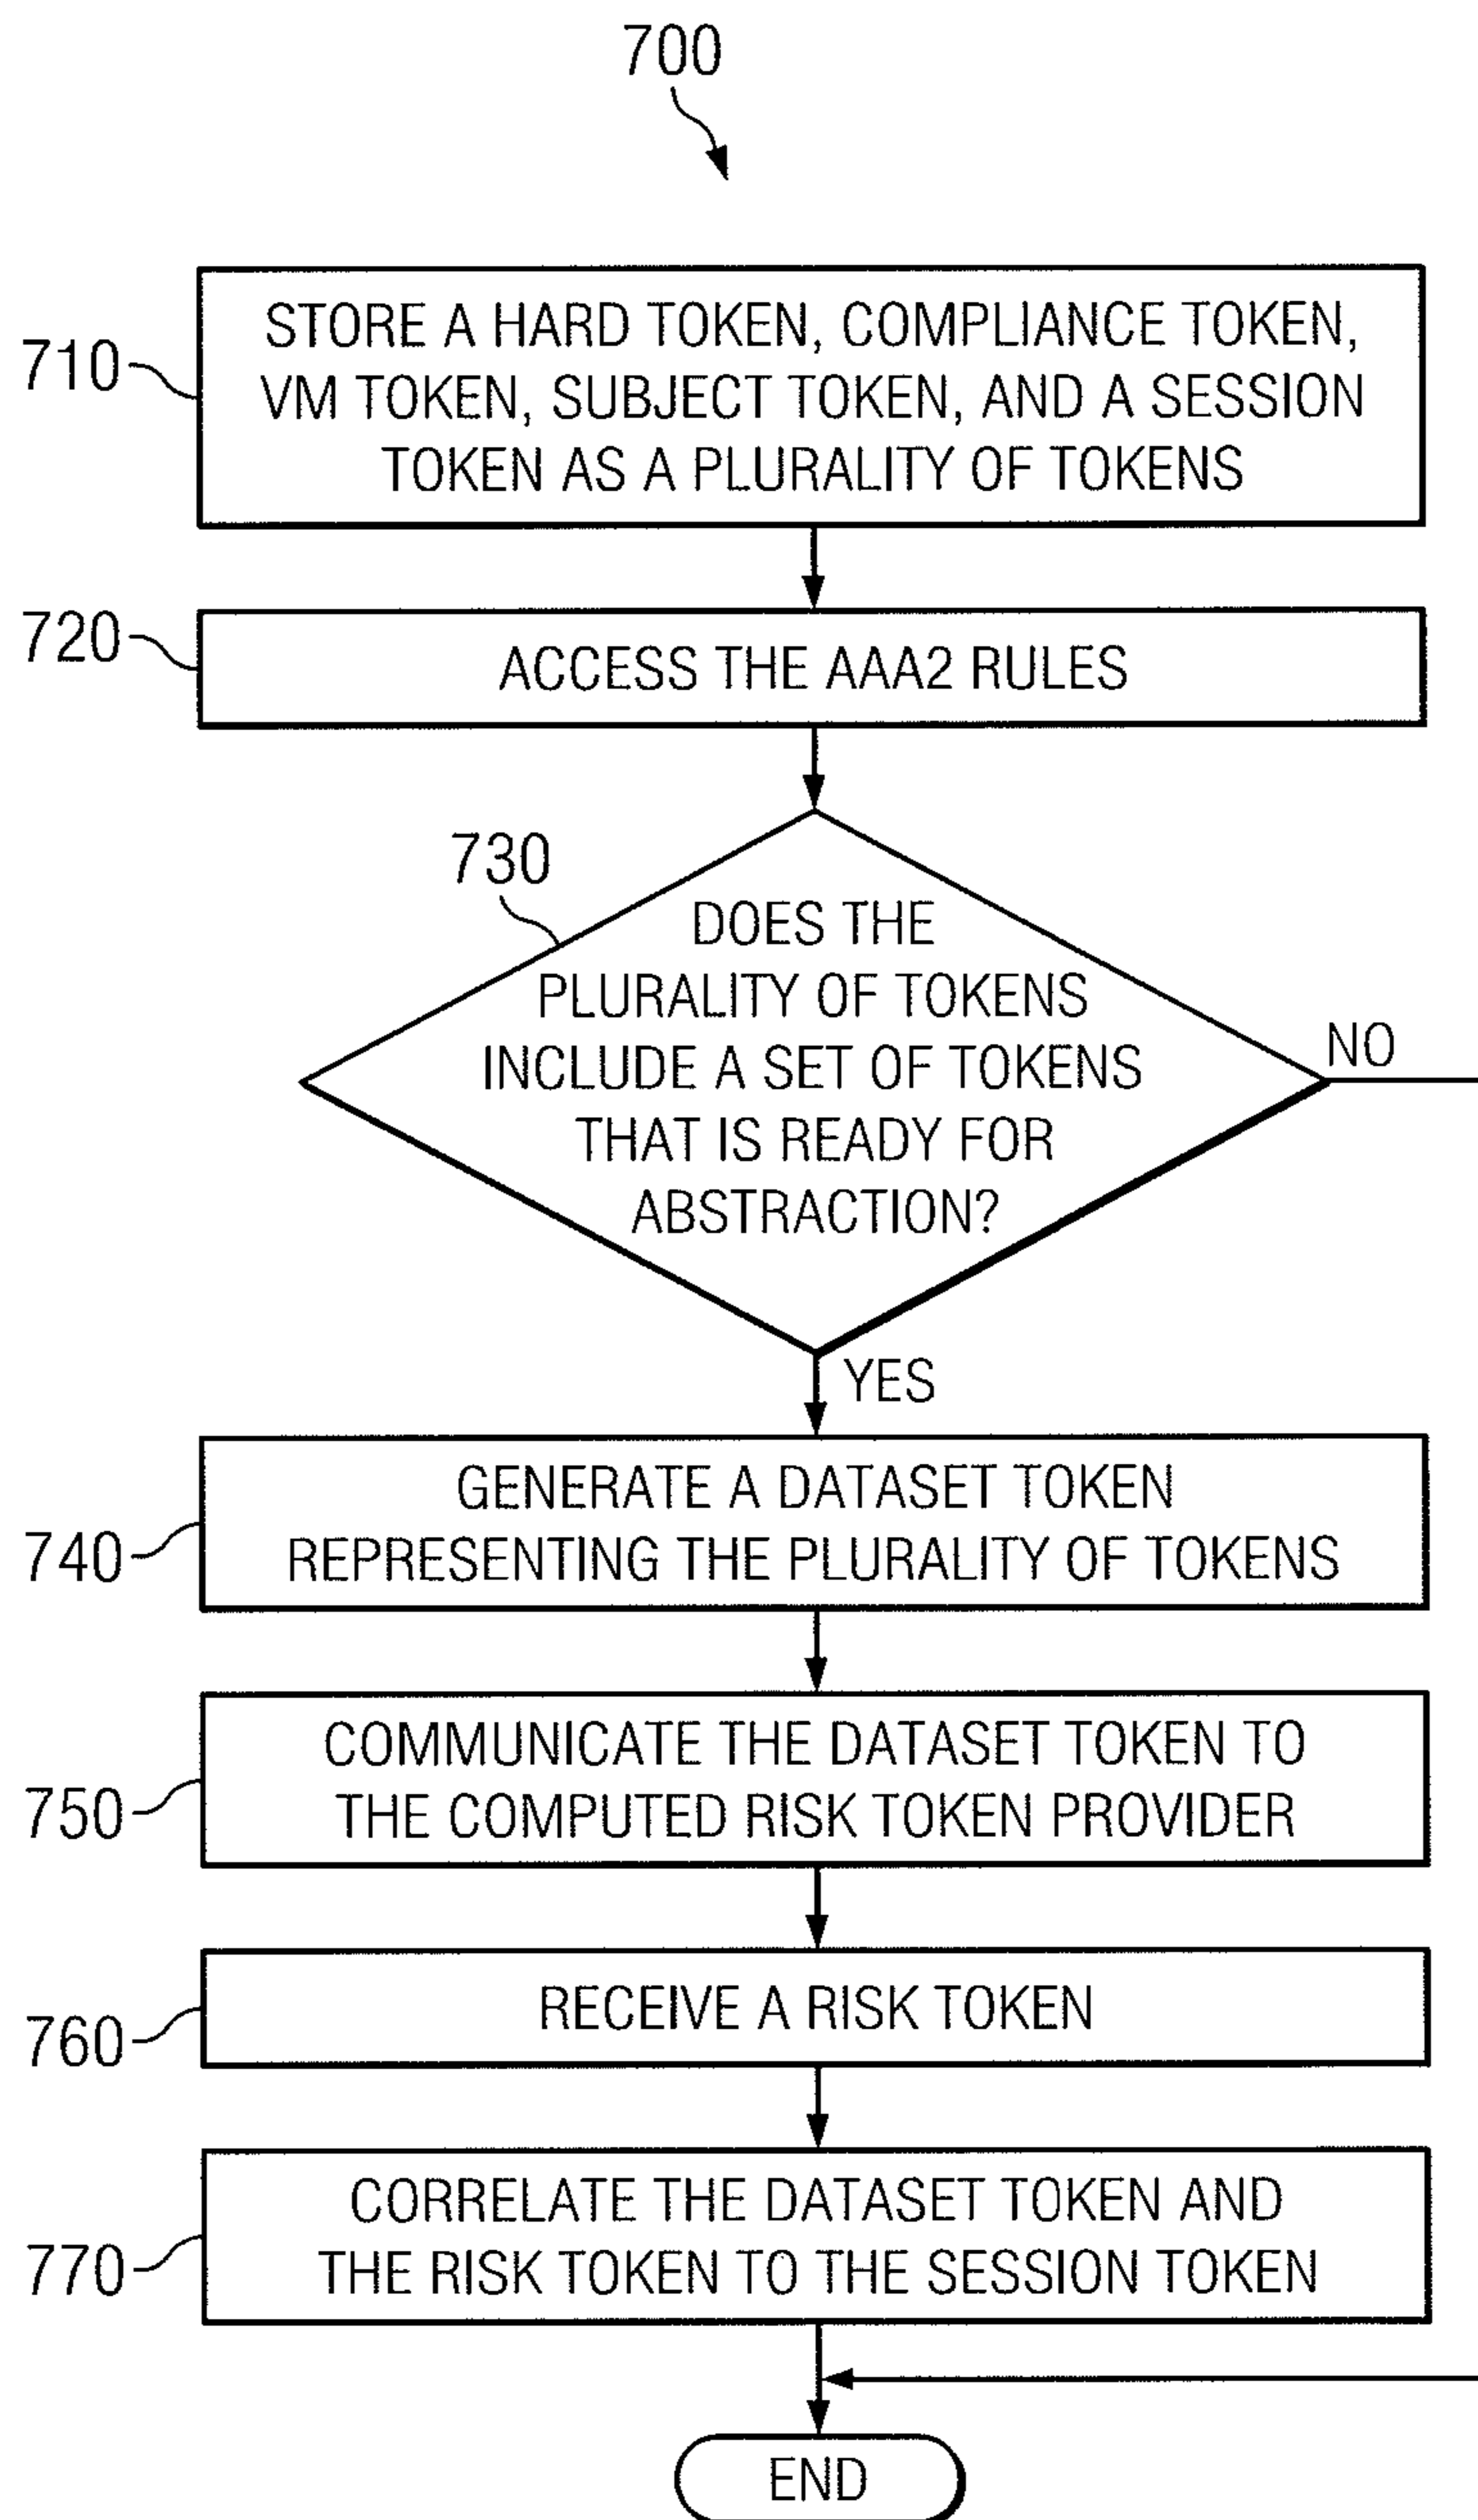 700
710
STORE A HARD TOKEN, COMPLIANCE TOKEN,
VM TOKEN, SUBJECT TOKEN, AND A SESSION
TOKEN AS A PLURALITY OF TOKENS
720
ACCESS THE AAA2 RULES
730
DOES THE
PLURALITY OF TOKENS
INCLUDE A SET OF TOKENS
THAT IS READY FOR
ABSTRACTION?
NO
YES
740
GENERATE A DATASET TOKEN
REPRESENTING THE PLURALITY OF TOKENS
750
COMMUNICATE THE DATASET TOKEN TO
THE COMPUTED RISK TOKEN PROVIDER
760
RECEIVE A RISK TOKEN
770
CORRELATE THE DATASET TOKEN AND
THE RISK TOKEN TO THE SESSION TOKEN
END